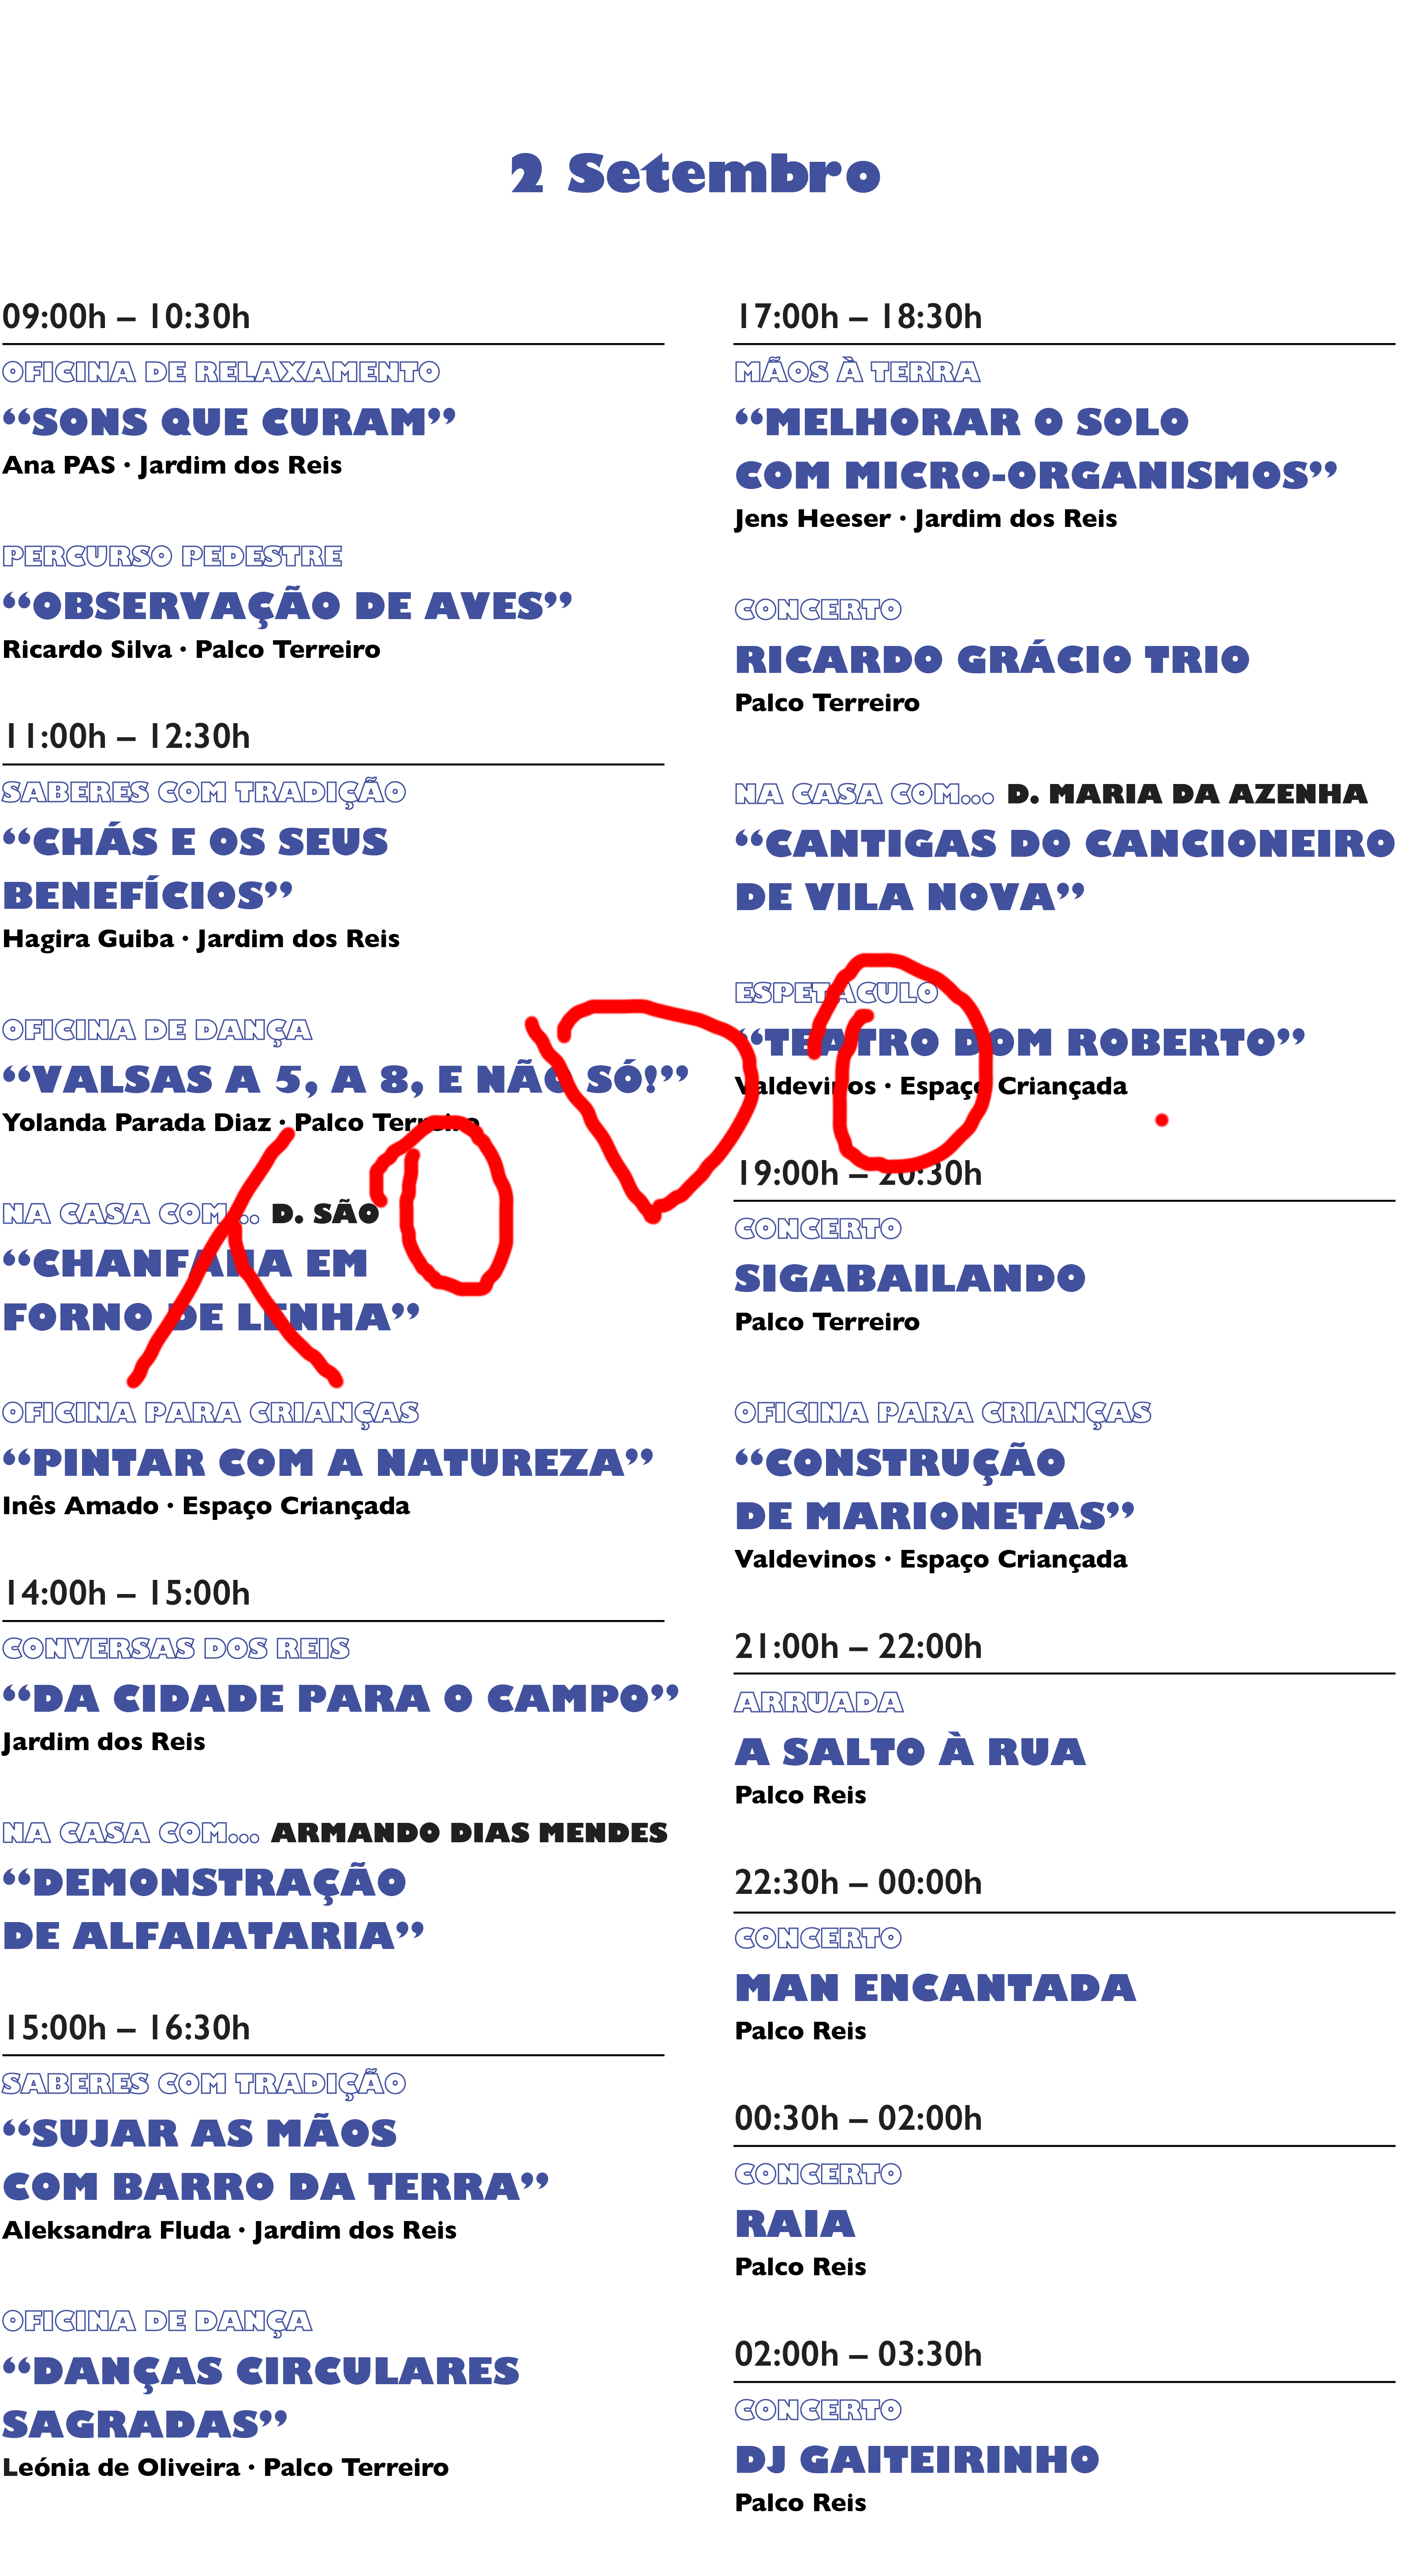 2 Setembro
09:00h – 10:30h
OFICINA DE RELAXAMENTO
“SONS QUE CURAM”
Ana PAS · Jardim dos Reis
PERCURSO PEDESTRE
“OBSERVAÇÃO DE AVES”
Ricardo Silva · Palco Terreiro
11:00h – 12:30h
SABERES COM TRADIÇÃO
“CHÁS E OS SEUS
BENEFÍCIOS”
Hagira Guiba · Jardim dos Reis
OFICINA DE DANÇA
“VALSAS A 5, A 8, E NÃO SÓ!”
Yolanda Parada Diaz · Palco Terreiro
NA CASA COM... D. SÃO
“CHANFANA EM
FORNO DE LENHA”
OFICINA PARA CRIANÇAS
“PINTAR COM A NATUREZA”
Inês Amado · Espaço Criançada
14:00h – 15:00h
CONVERSAS DOS REIS
“DA CIDADE PARA O CAMPO”
Jardim dos Reis
NA CASA COM... ARMANDO DIAS MENDES
“DEMONSTRAÇÃO
DE ALFAIATARIA”
15:00h – 16:30h
SABERES COM TRADIÇÃO
“SUJAR AS MÃOS
COM BARRO DA TERRA”
Aleksandra Fluda · Jardim dos Reis
OFICINA DE DANÇA
“DANÇAS CIRCULARES
SAGRADAS”
Leónia de Oliveira · Palco Terreiro
17:00h – 18:30h
MÃOS À TERRA
“MELHORAR O SOLO
COM MICRO-ORGANISMOS”
Jens Heeser · Jardim dos Reis
CONCERTO
RICARDO GRÁCIO TRIO
Palco Terreiro
NA CASA COM... D. MARIA DA AZENHA
“CANTIGAS DO CANCIONEIRO
DE VILA NOVA”
ESPETACULO
“TEATRO DOM ROBERTO”
Valdevinos · Espaço Criançada
19:00h – 20:30h
CONCERTO
SIGABAILANDO
Palco Terreiro
OFICINA PARA CRIANÇAS
“CONSTRUÇÃO
DE MARIONETAS”
Valdevinos · Espaço Criançada
21:00h – 22:00h
ARRUADA
A SALTO À RUA
Palco Reis
22:30h – 00:00h
CONCERTO
MAN ENCANTADA
Palco Reis
00:30h – 02:00h
CONCERTO
RAIA
Palco Reis
02:00h – 03:30h
CONCERTO
DJ GAITEIRINHO
Palco Reis